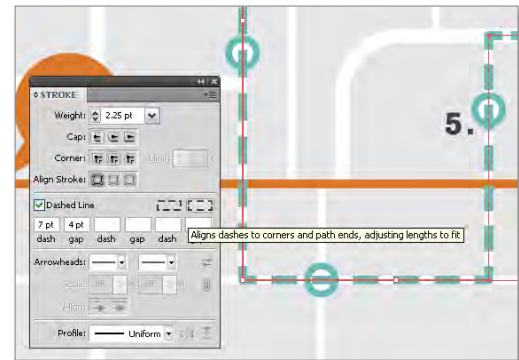 STROKE
Weight: 2.25 pt
Cap:
Corner: Limit:
Align Stroke:
Dashed Line
7 pt 4 pt
dash gap dash gap dash
Aligns dashes to corners and path ends, adjusting lengths to fit
Arrowheads:
Scale: % %
Align:
Profile: Uniform
5.